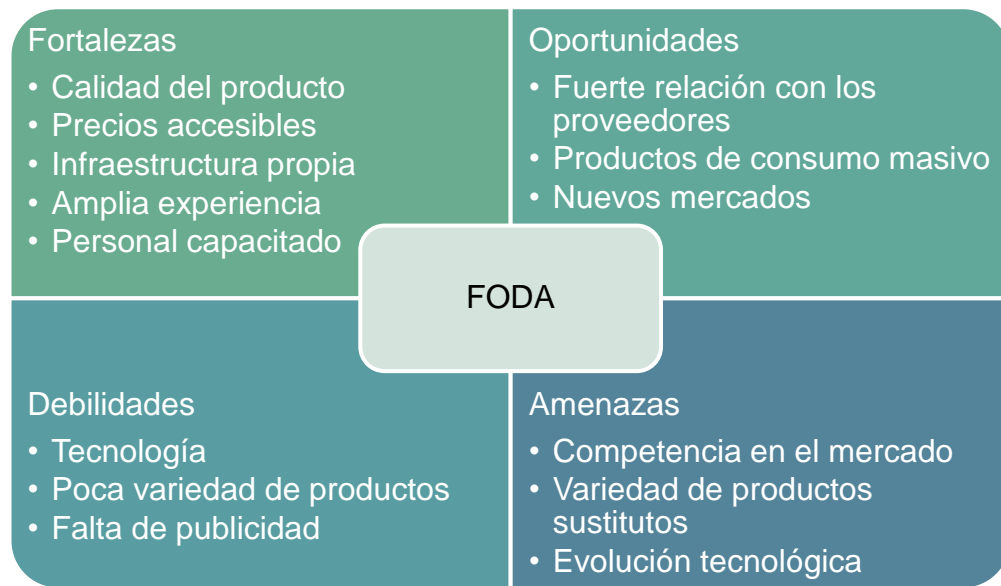 Fortalezas
• Calidad del producto
• Precios accesibles
• Infraestructura propia
• Amplia experiencia
• Personal capacitado
Oportunidades
• Fuerte relación con los
proveedores
• Productos de consumo masivo
• Nuevos mercados
FODA
Debilidades
• Tecnología
• Poca variedad de productos
• Falta de publicidad
Amenazas
• Competencia en el mercado
• Variedad de productos
sustitutos
• Evolución tecnológica